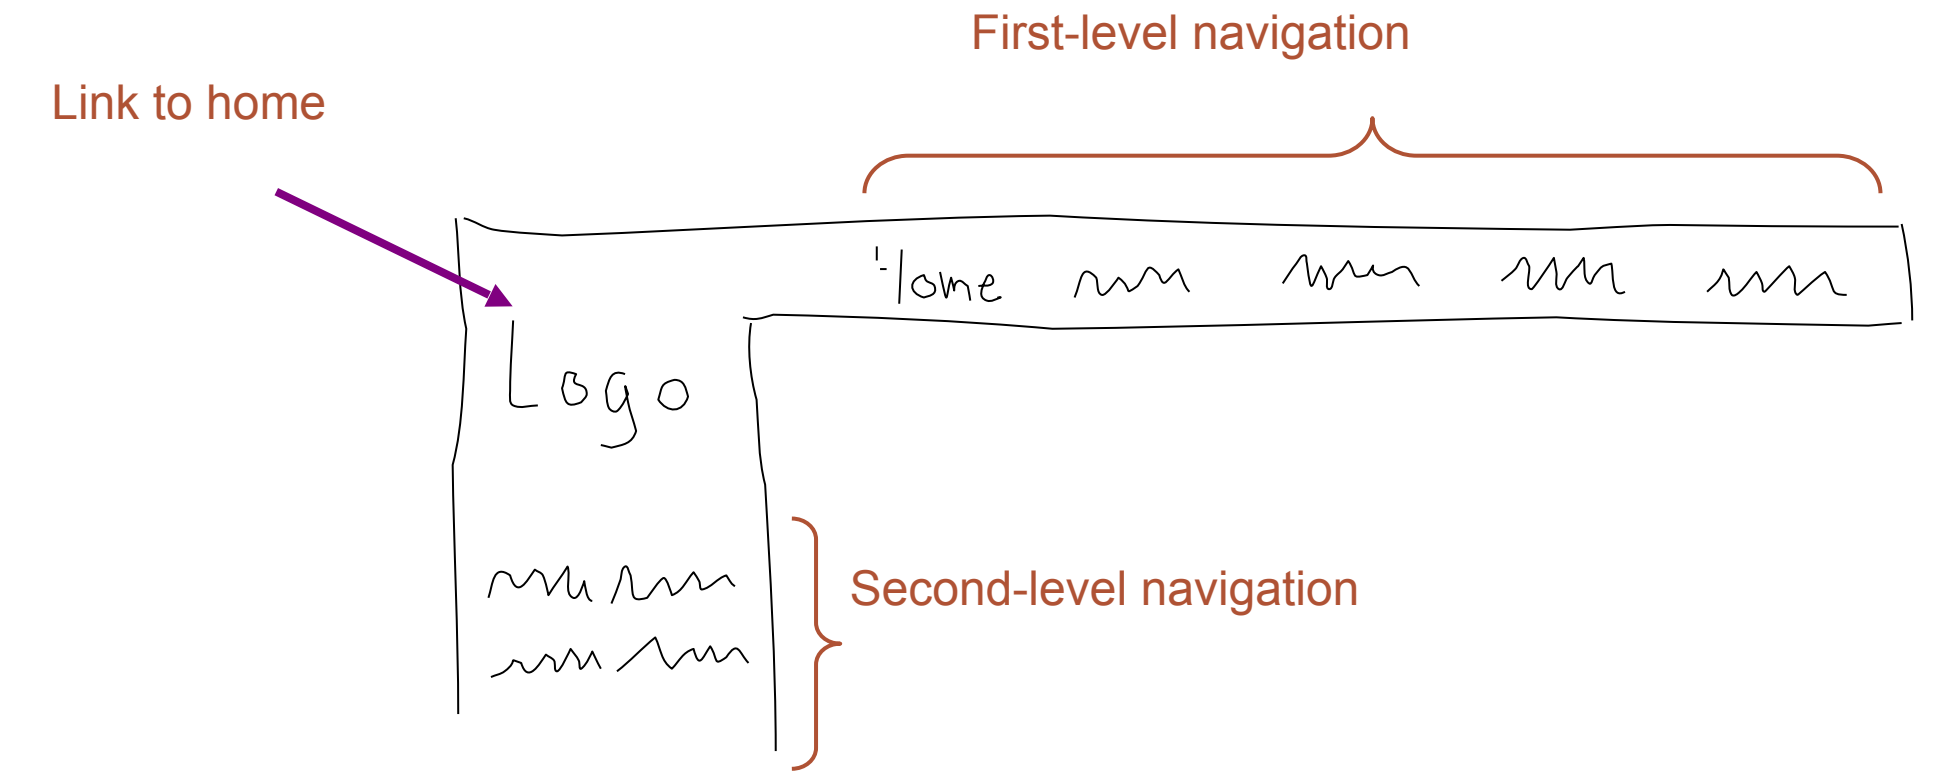 First-level navigation
Link to home
Home
Logo
Second-level navigation